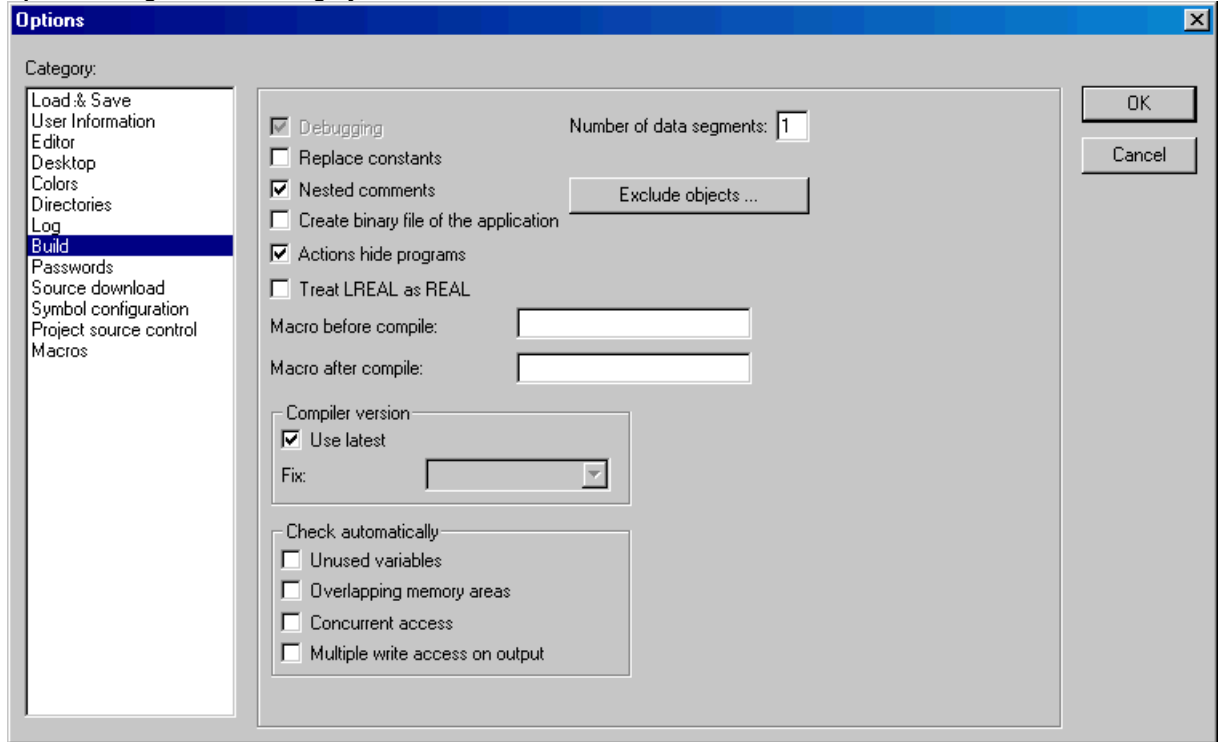 Options
Category:
Load & Save
User Information
Editor
Desktop
Colors
Directories
Log
Build
Passwords
Source download
Symbol configuration
Project source control
Macros
Debugging
Number of data segments: 1
Replace constants
Nested comments
Exclude objects ...
Create binary file of the application
Actions hide programs
Treat LREAL as REAL
Macro before compile:
Macro after compile:
Compiler version
Use latest
Fix:
Check automatically
Unused variables
Overlapping memory areas
Concurrent access
Multiple write access on output
OK
Cancel